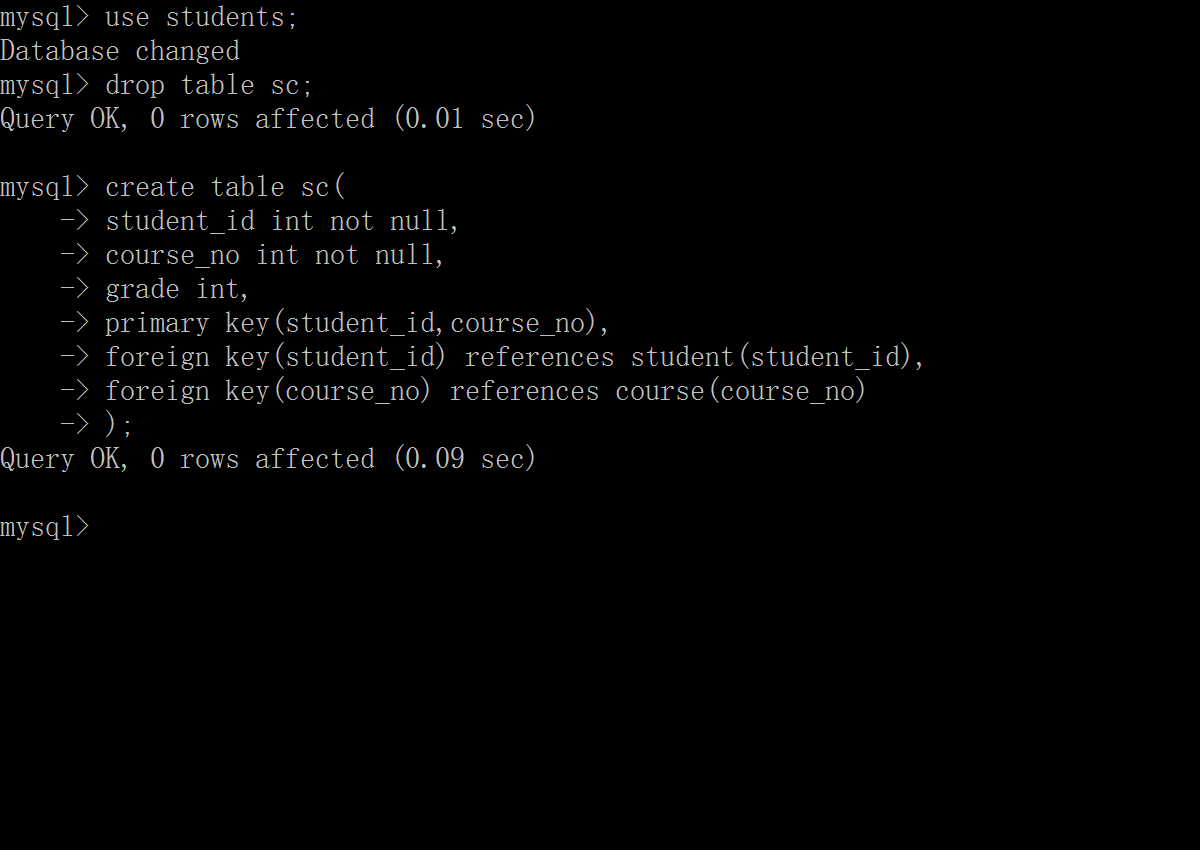 mysql> use students;
Database changed
mysql> drop table sc;
Query OK, 0 rows affected (0.01 sec)
mysql> create table sc(
    -> student_id int not null,
    -> course_no int not null,
    -> grade int,
    -> primary key(student_id,course_no),
    -> foreign key(student_id) references student(student_id),
    -> foreign key(course_no) references course(course_no)
    -> );
Query OK, 0 rows affected (0.09 sec)
mysql>